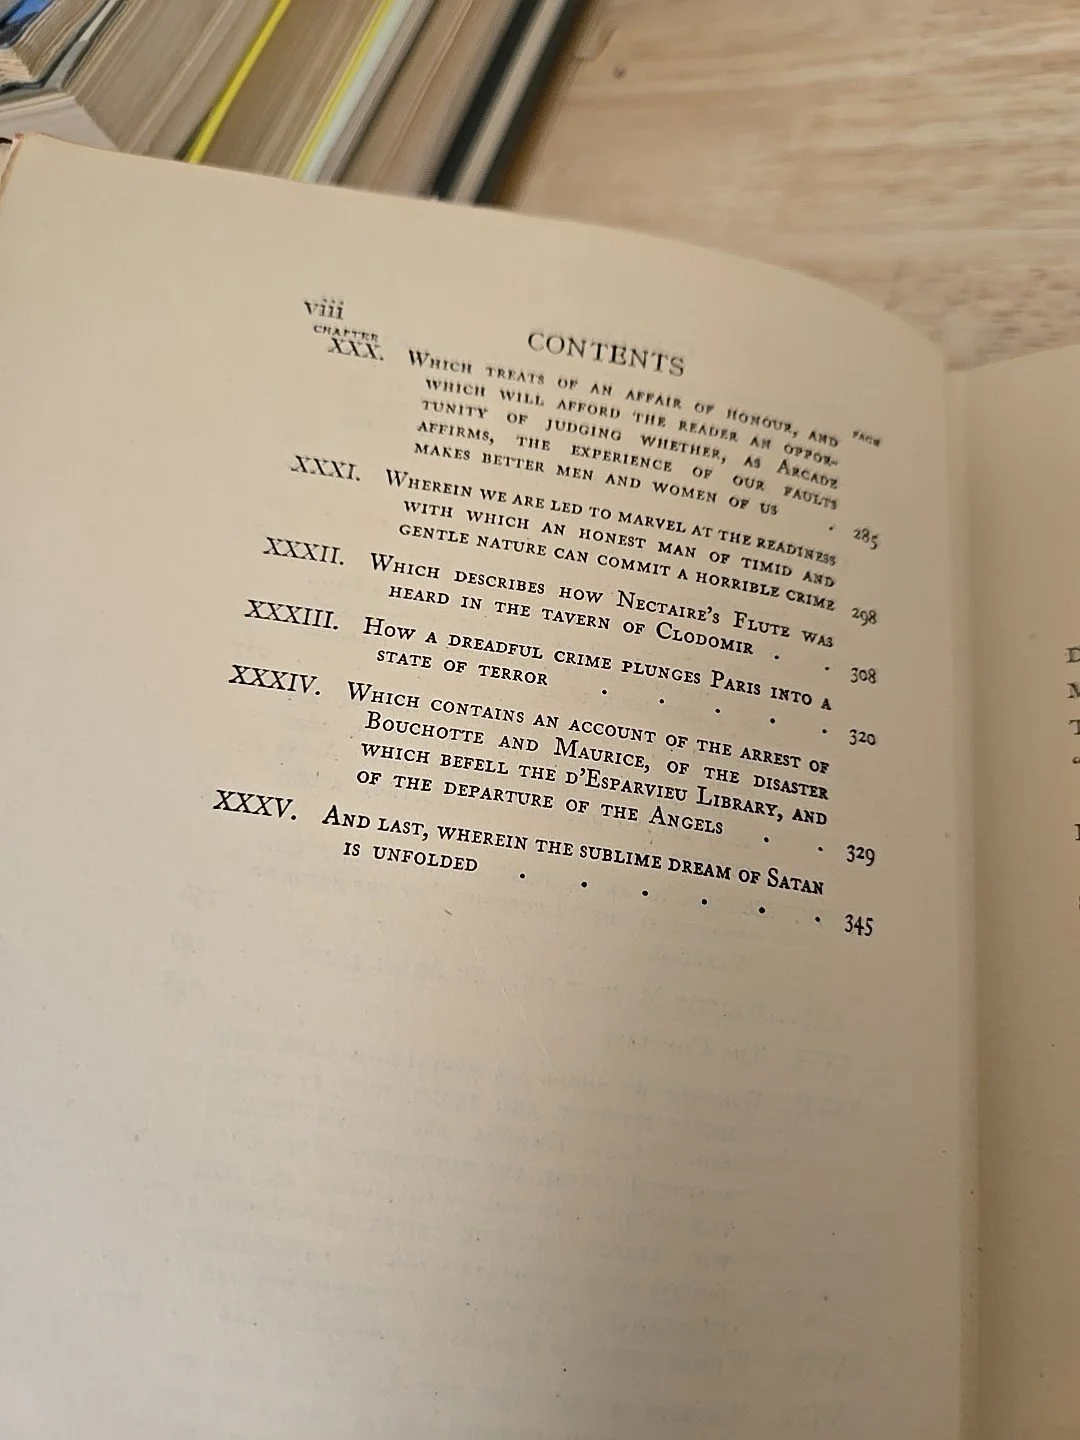 viii
CONTENTS
CHAPTER
PAGE
XXX. WHICH TREATS OF AN AFFAIR OF HONOUR, AND
WHICH WILL AFFORD THE READER AN OPPOR-
TUNITY OF JUDGING WHETHER, AS ARCADE
AFFIRMS, THE EXPERIENCE OF OUR FAULTS
MAKES BETTER MEN AND WOMEN OF US . . 285
XXXI. WHEREIN WE ARE LED TO MARVEL AT THE READINESS
WITH WHICH AN HONEST MAN OF TIMID AND
GENTLE NATURE CAN COMMIT A HORRIBLE CRIME 298
XXXII. WHICH DESCRIBES HOW NECTAIRE'S FLUTE WAS
HEARD IN THE TAVERN OF CLODOMIR . . 308
XXXIII. HOW A DREADFUL CRIME PLUNGES PARIS INTO A
STATE OF TERROR . . . . . 320
XXXIV. WHICH CONTAINS AN ACCOUNT OF THE ARREST OF
BOUCHOTTE AND MAURICE, OF THE DISASTER
WHICH BEFELL THE D'ESPARVIEU LIBRARY, AND
OF THE DEPARTURE OF THE ANGELS . . 329
XXXV. AND LAST, WHEREIN THE SUBLIME DREAM OF SATAN
IS UNFOLDED . . . . . . 345